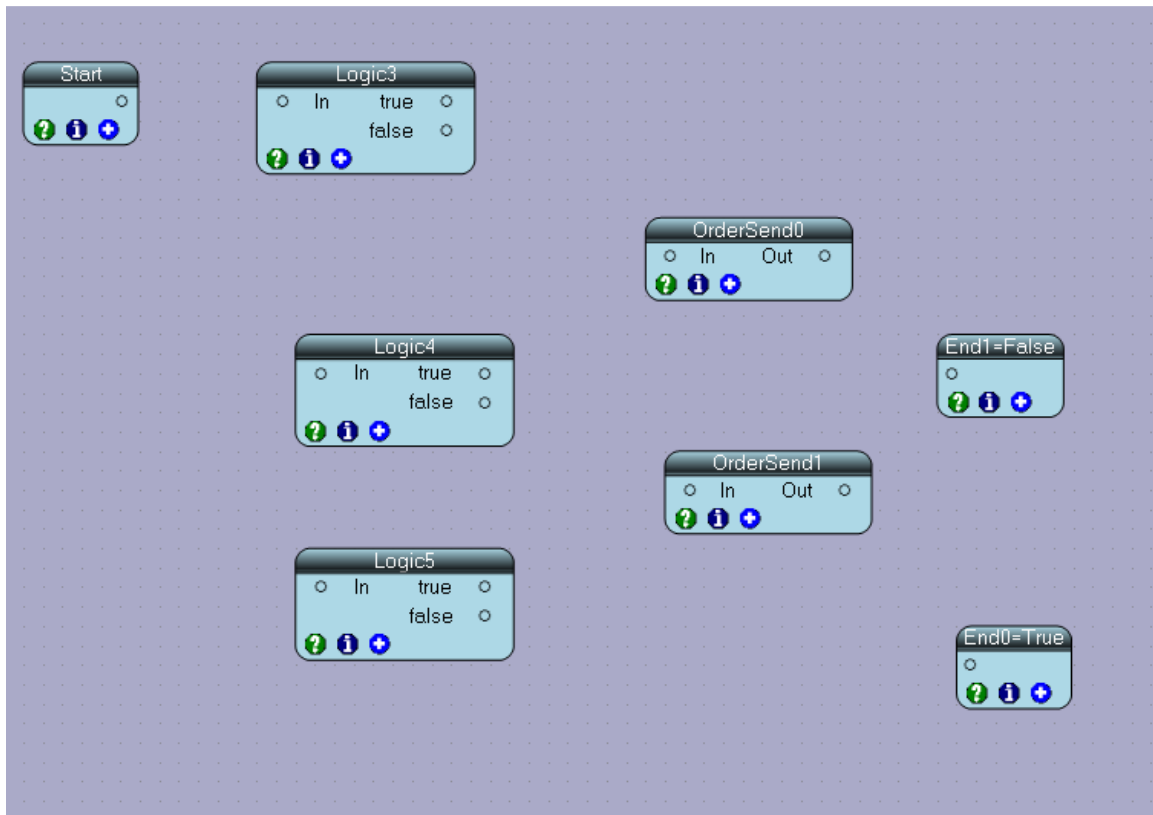 Start
Logic3
In true
false
OrderSend0
In Out
Logic4
In true
false
End1=False
OrderSend1
In Out
Logic5
In true
false
End0=True